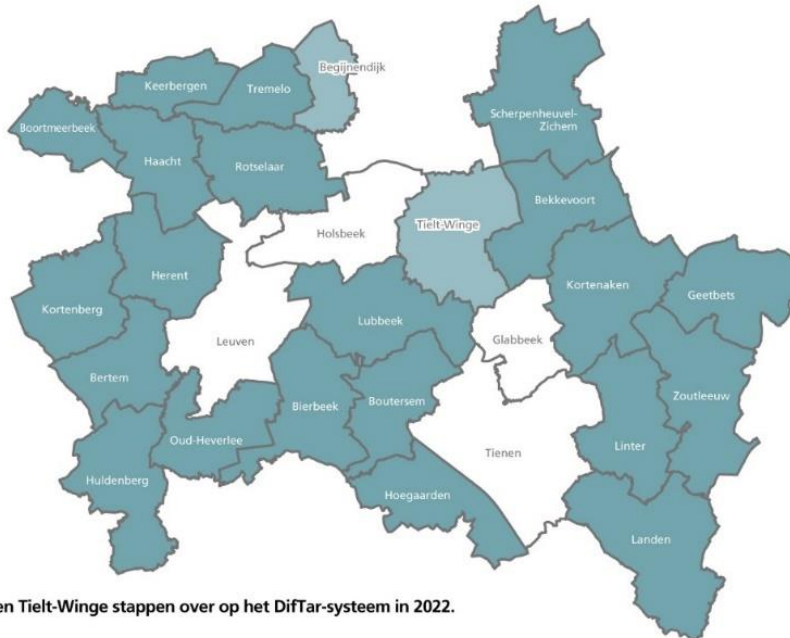 Begijnendijk
Keerbergen
Tremelo
Scherpenheuvel-
Zichem
Boortmeerbeek
Haacht
Rotselaar
Bekkevoort
Tielt-Winge
Holsbeek
Herent
Kortenaken
Geetbets
Kortenberg
Lubbeek
Leuven
Glabbeek
Bertem
Zoutleeuw
Bierbeek
Boutersem
Oud-Heverlee
Linter
Tienen
Huldenberg
Hoegaarden
Landen
en Tielt-Winge stappen over op het DifTar-systeem in 2022.